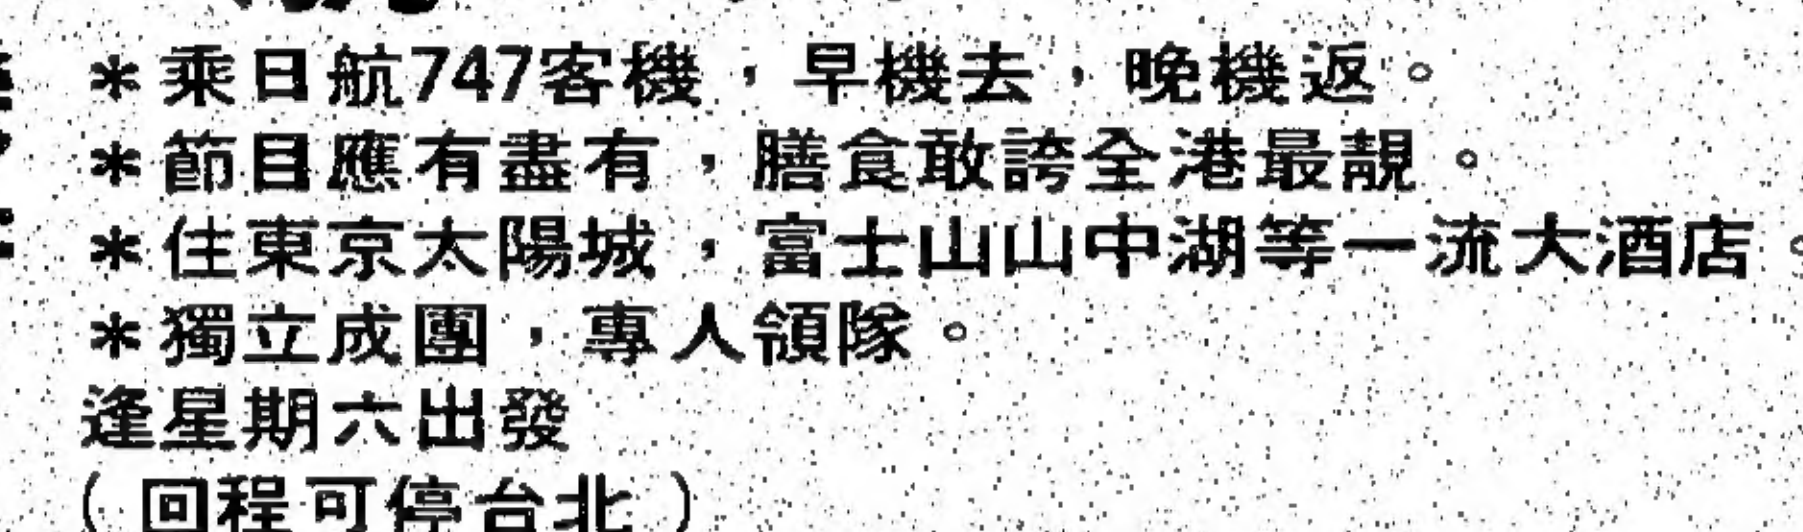 *乘日航747客機，早機去，晚機返。
*節目應有盡有，膳食敢誇全港最靚。
*住東京太陽城，富士山山中湖等一流大酒店。
*獨立成團，專人領隊。
逢星期六出發
（回程可停台北）